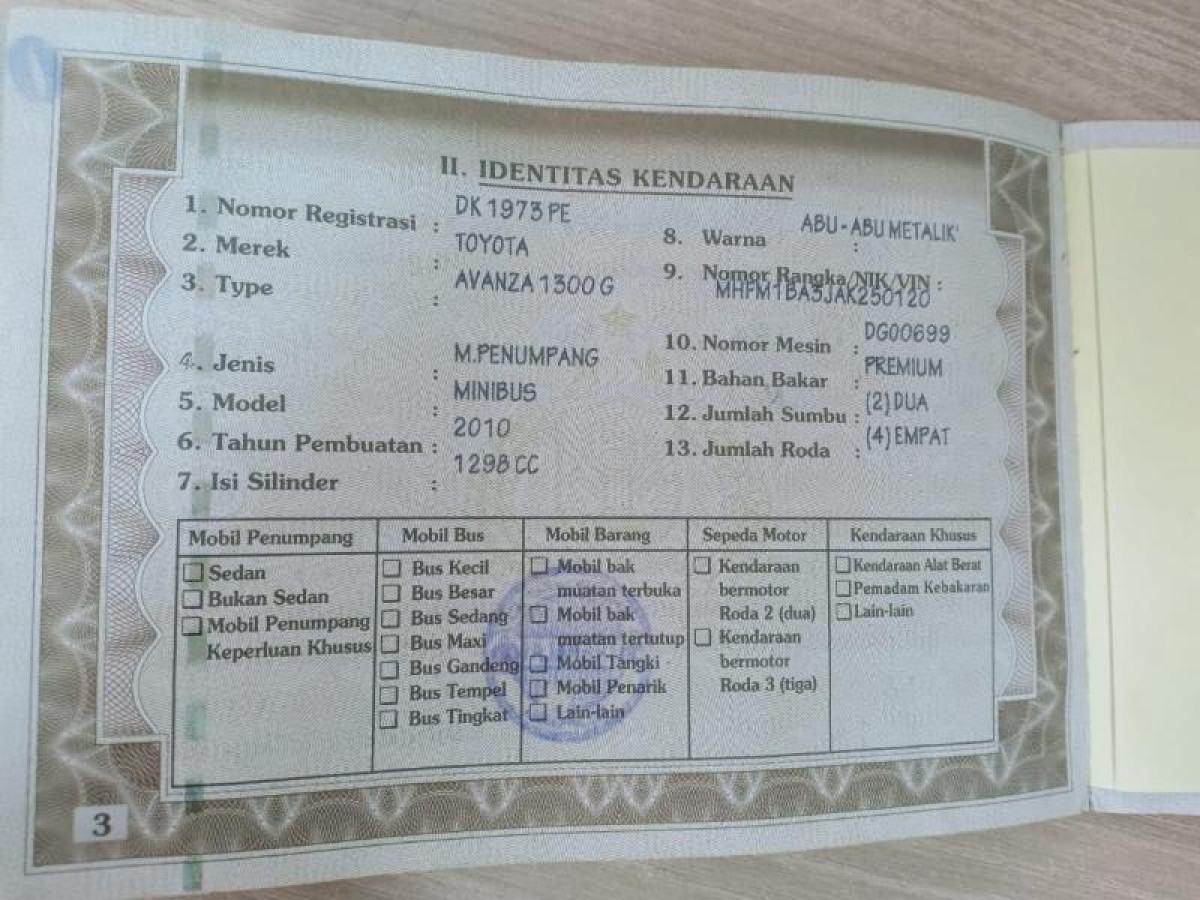 II. IDENTITAS KENDARAAN
1. Nomor Registrasi : DK 1973 PE
2. Merek : TOYOTA
3. Type : AVANZA 1300 G
4. Jenis : M.PENUMPANG
5. Model : MINIBUS
6. Tahun Pembuatan : 2010
7. Isi Silinder : 1298 CC
8. Warna : ABU-ABU METALIK
9. Nomor Rangka/NIK/VIN :
MHFM1BA3JAK250120
10. Nomor Mesin : DG00699
11. Bahan Bakar : PREMIUM
12. Jumlah Sumbu : (2) DUA
13. Jumlah Roda : (4) EMPAT
Mobil Penumpang
Sedan
Bukan Sedan
Mobil Penumpang
Keperluan Khusus
Mobil Bus
Bus Kecil
Bus Besar
Bus Sedang
Bus Maxi
Bus Gandeng
Bus Tempel
Bus Tingkat
Mobil Barang
Mobil bak
muatan terbuka
Mobil bak
muatan tertutup
Mobil Tangki
Mobil Penarik
Lain-lain
Sepeda Motor
Kendaraan
bermotor
Roda 2 (dua)
Kendaraan
bermotor
Roda 3 (tiga)
Kendaraan Khusus
Kendaraan Alat Berat
Pemadam Kebakaran
Lain-lain
3